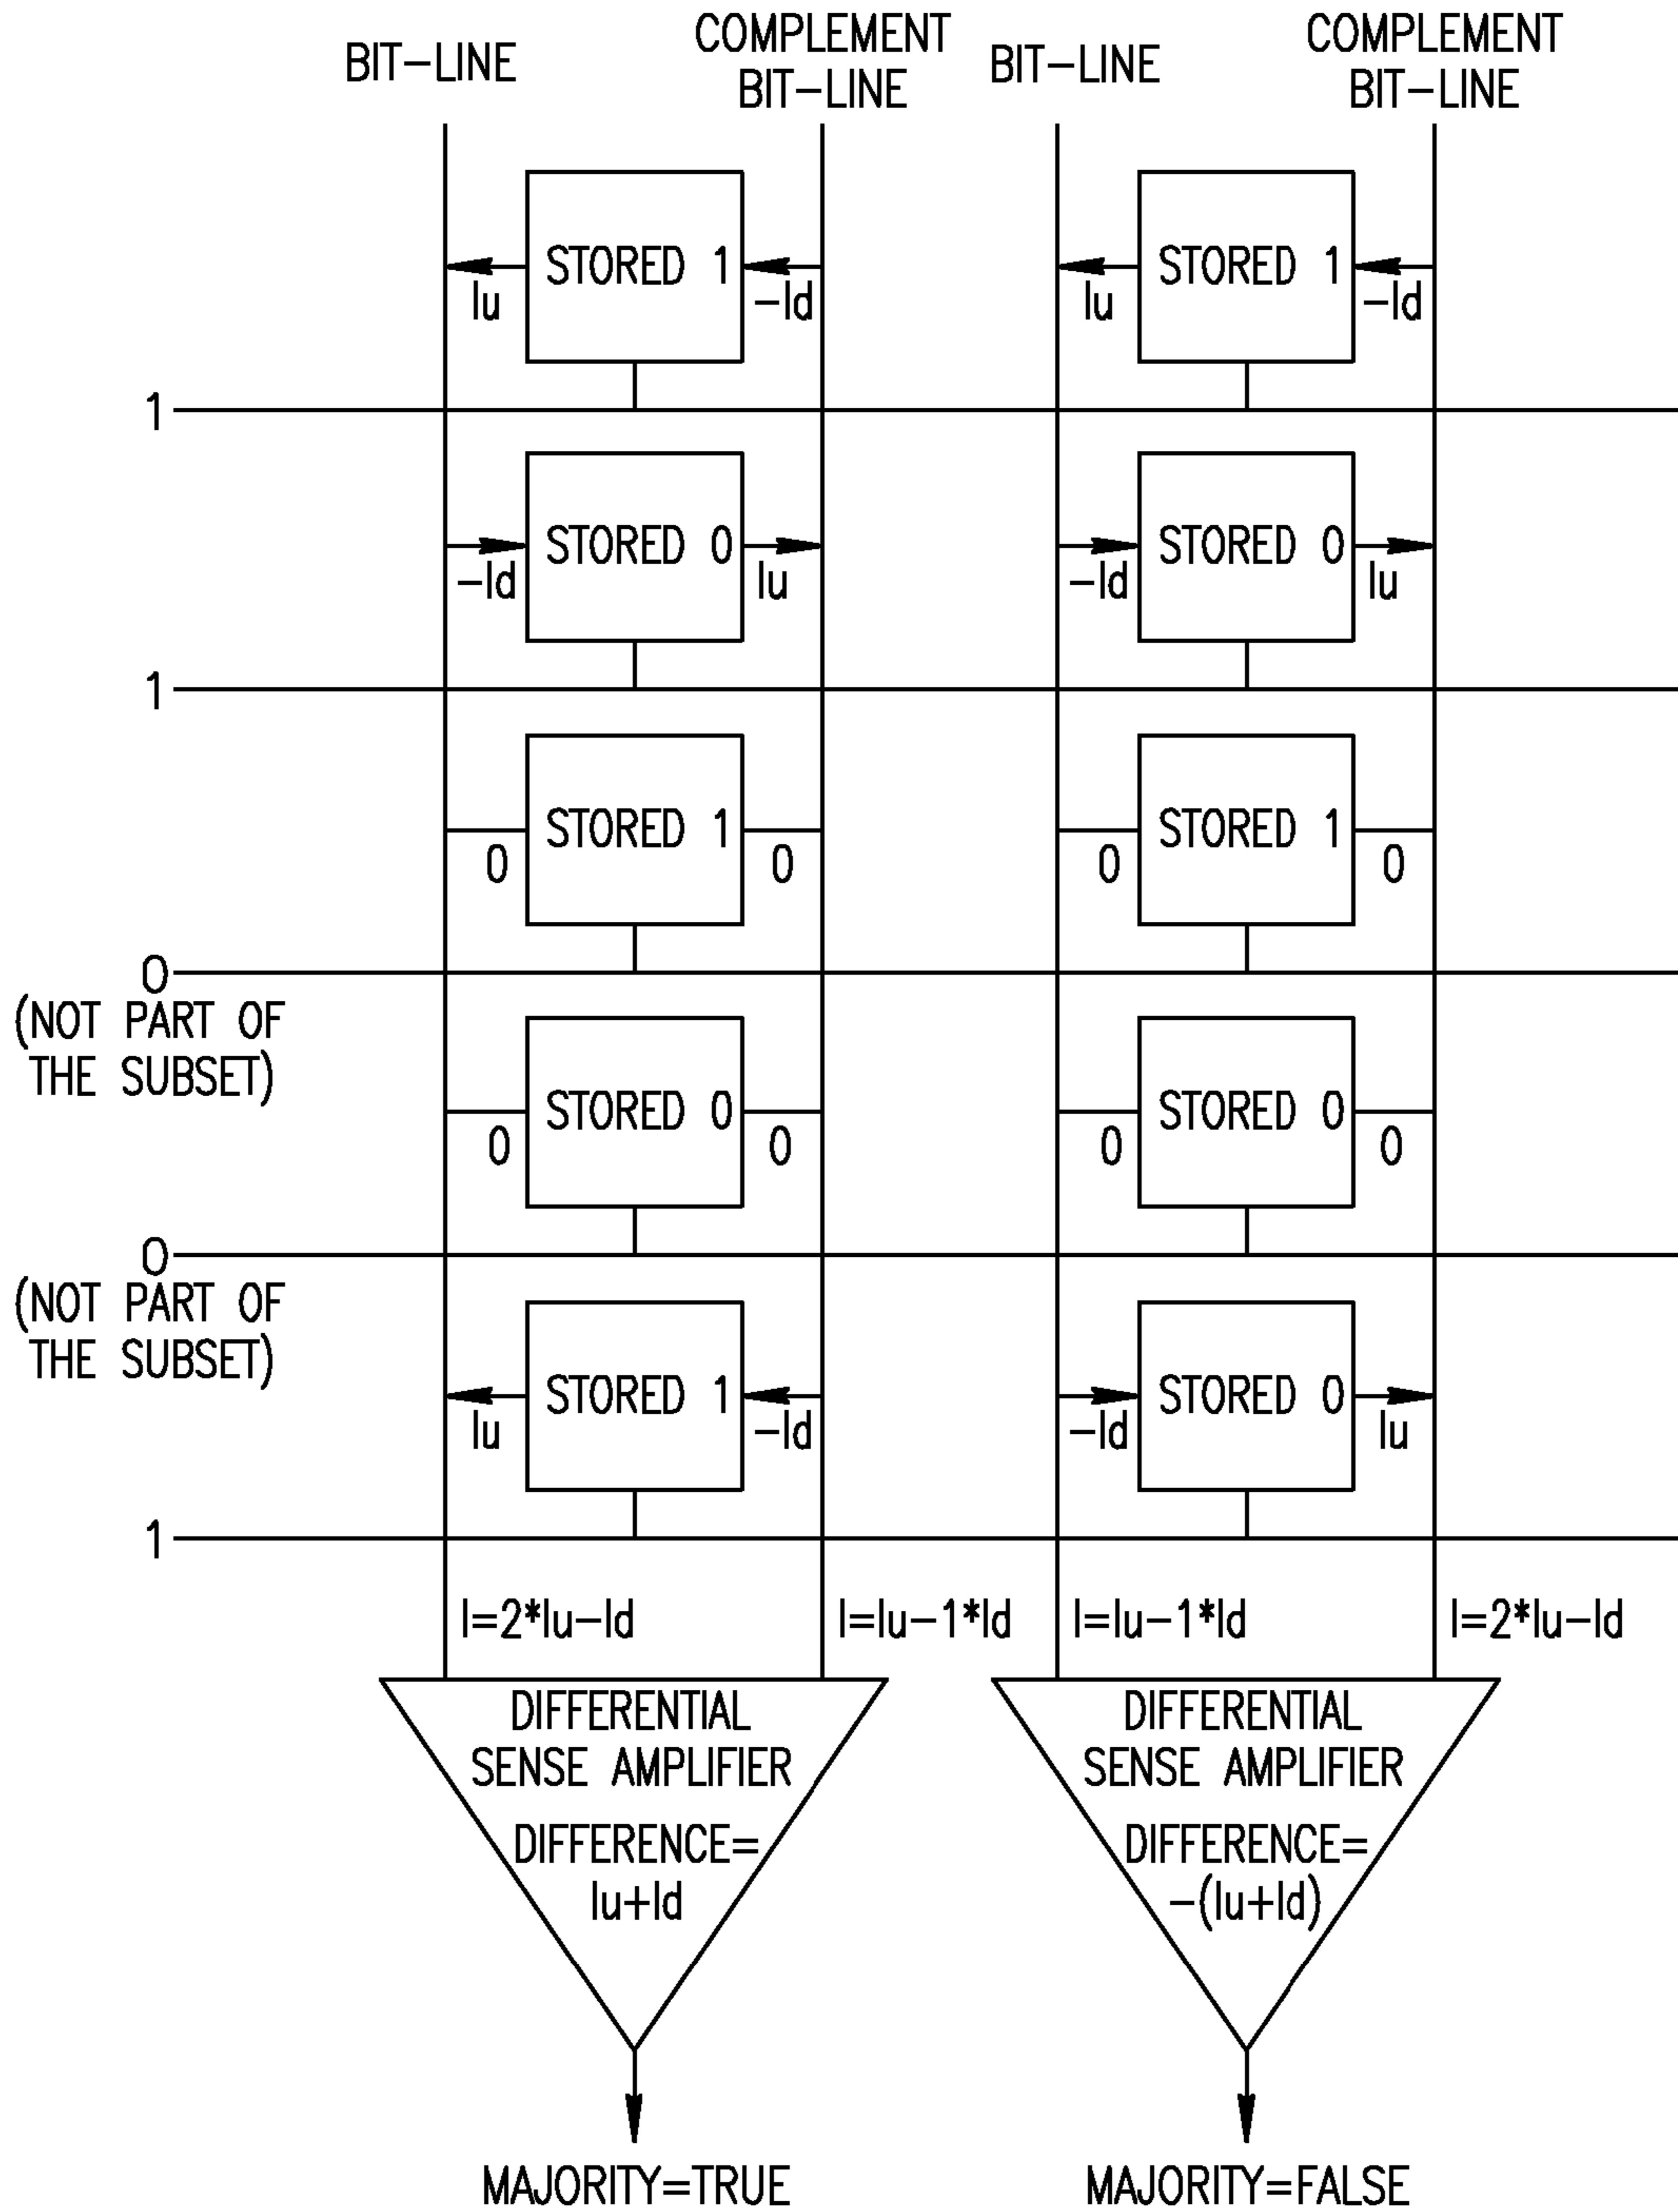 BIT-LINE
COMPLEMENT
BIT-LINE
BIT-LINE
COMPLEMENT
BIT-LINE
STORED 1
Iu
-Id
STORED 1
Iu
-Id
1
STORED 0
-Id
Iu
STORED 0
-Id
Iu
1
STORED 1
0
0
STORED 1
0
0
0
(NOT PART OF
THE SUBSET)
STORED 0
0
0
STORED 0
0
0
0
(NOT PART OF
THE SUBSET)
STORED 1
Iu
-Id
STORED 0
-Id
Iu
1
I=2*Iu-Id
I=Iu-1*Id
I=Iu-1*Id
I=2*Iu-Id
DIFFERENTIAL
SENSE AMPLIFIER
DIFFERENCE=
Iu+Id
DIFFERENTIAL
SENSE AMPLIFIER
DIFFERENCE=
-(Iu+Id)
MAJORITY=TRUE
MAJORITY=FALSE